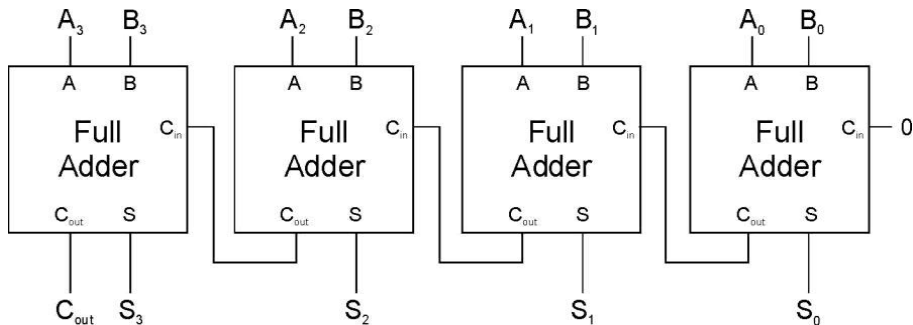 A₃ B₃ A₂ B₂ A₁ B₁ A₀ B₀
A B A B A B A B
Full Adder Cᵢₙ Full Adder Cᵢₙ Full Adder Cᵢₙ Full Adder Cᵢₙ 0
Cₒᵤₜ S Cₒᵤₜ S Cₒᵤₜ S Cₒᵤₜ S
Cₒᵤₜ S₃ S₂ S₁ S₀